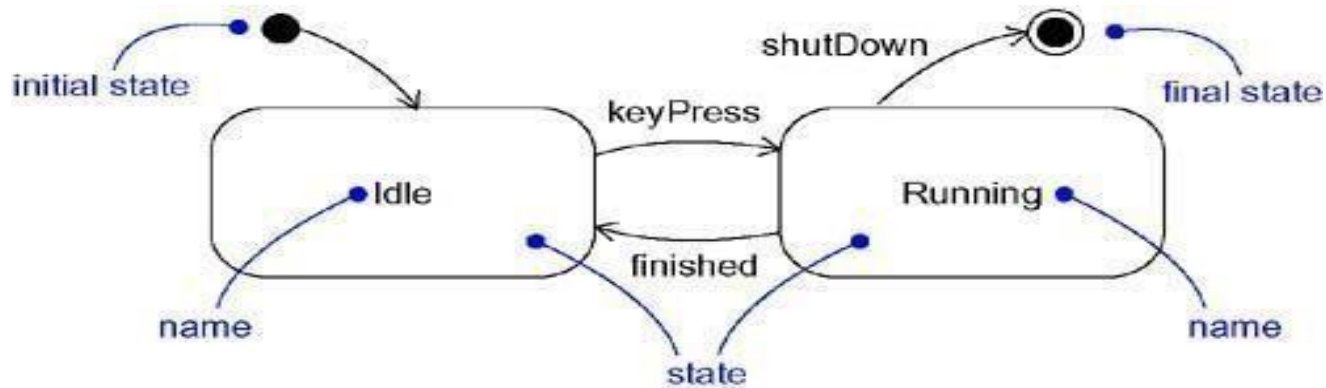 shutDown
initial state
final state
keyPress
Idle
Running
finished
name
name
state